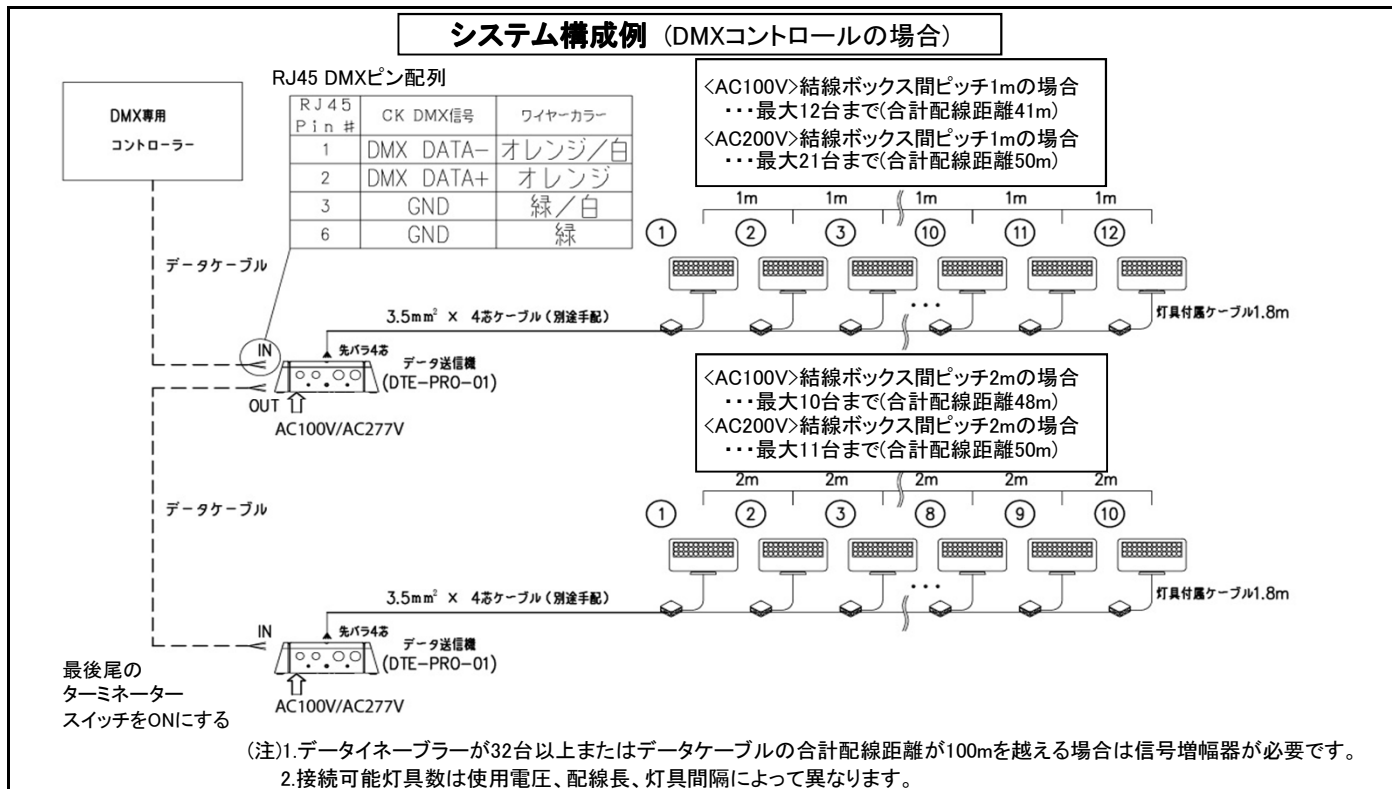 システム構成例 (DMXコントロールの場合)
DMX専用
コントローラー
RJ45 DMXピン配列
RJ45 Pin # CK DMX信号 ワイヤーカラー
1 DMX DATA- オレンジ/白
2 DMX DATA+ オレンジ
3 GND 緑/白
6 GND 緑
<AC100V>結線ボックス間ピッチ1mの場合
・・・最大12台まで(合計配線距離41m)
<AC200V>結線ボックス間ピッチ1mの場合
・・・最大21台まで(合計配線距離50m)
1m 1m 1m 1m 1m
① ② ③ ⑩ ⑪ ⑫
・・・
データケーブル
3.5mm² × 4芯ケーブル(別途手配)
灯具付属ケーブル1.8m
IN
先バラ4芯
データ送信機
(DTE-PRO-01)
OUT
AC100V/AC277V
<AC100V>結線ボックス間ピッチ2mの場合
・・・最大10台まで(合計配線距離48m)
<AC200V>結線ボックス間ピッチ2mの場合
・・・最大11台まで(合計配線距離50m)
2m 2m 2m 2m 2m
① ② ③ ⑧ ⑨ ⑩
・・・
データケーブル
3.5mm² × 4芯ケーブル(別途手配)
灯具付属ケーブル1.8m
IN
先バラ4芯
データ送信機
(DTE-PRO-01)
AC100V/AC277V
最後尾の
ターミネーター
スイッチをONにする
(注)1.データイネーブラーが32台以上またはデータケーブルの合計配線距離が100mを越える場合は信号増幅器が必要です。
2.接続可能灯具数は使用電圧、配線長、灯具間隔によって異なります。